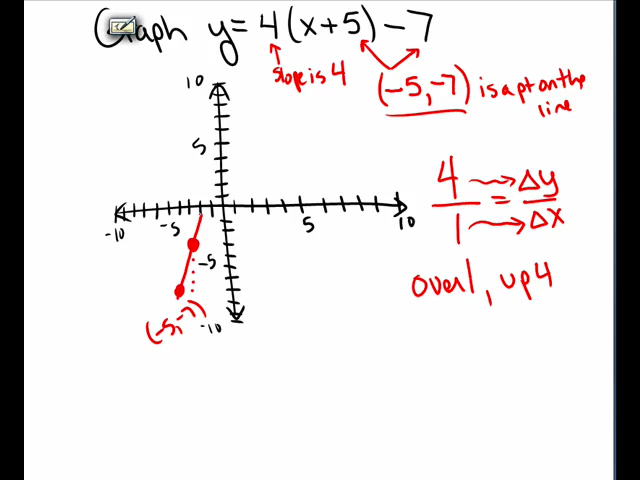 Graph y = 4(x+5) − 7
slope is 4
(−5, −7) is a pt on the
line
10
5
-10
-5
5
10
-5
-10
(−5, −7)
4/1 = Δy/Δx
over 1, up 4